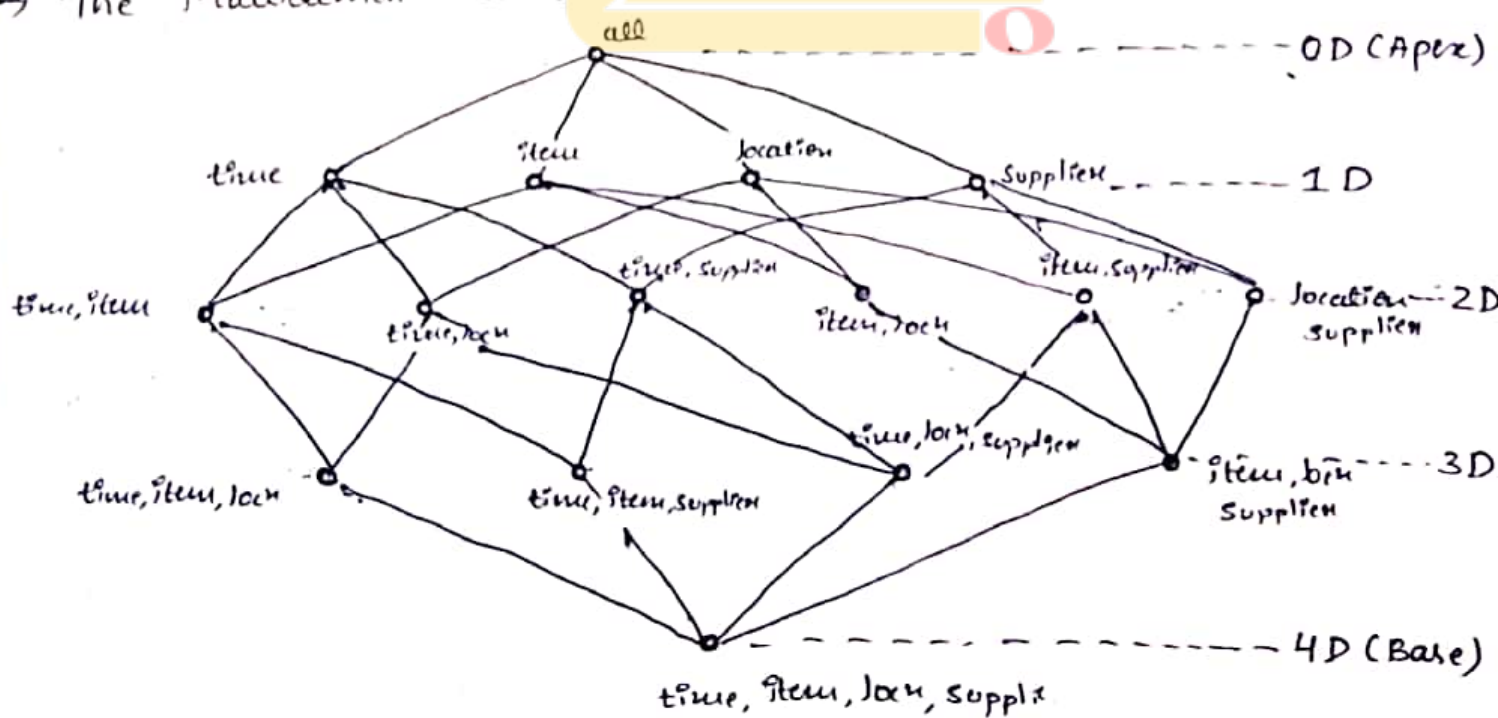 → The
all
0D (Apex)
time
item
location
supplier
1D
time, item
time, locn
time, supplier
item, locn
item, supplier
location
supplier
2D
time, item, locn
time, item, supplier
time, locn, supplier
item, locn
supplier
3D
4D (Base)
time, item, locn, supplie